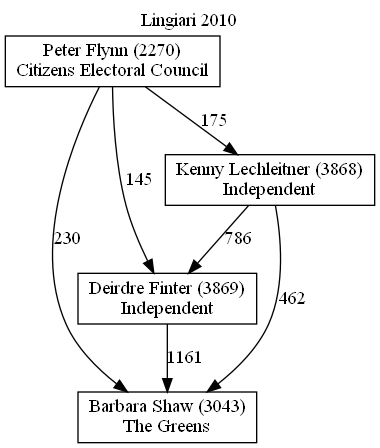 Lingiari 2010
Peter Flynn (2270)
Citizens Electoral Council
175
Kenny Lechleitner (3868)
Independent
145
230
786
Deirdre Finter (3869)
Independent
462
1161
Barbara Shaw (3043)
The Greens